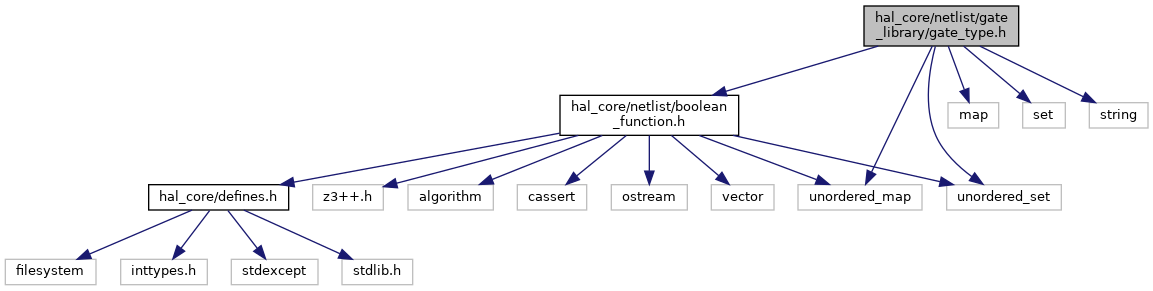 hal_core/netlist/gate
_library/gate_type.h
hal_core/netlist/boolean
_function.h
map
set
string
hal_core/defines.h
z3++.h
algorithm
cassert
ostream
vector
unordered_map
unordered_set
filesystem
inttypes.h
stdexcept
stdlib.h